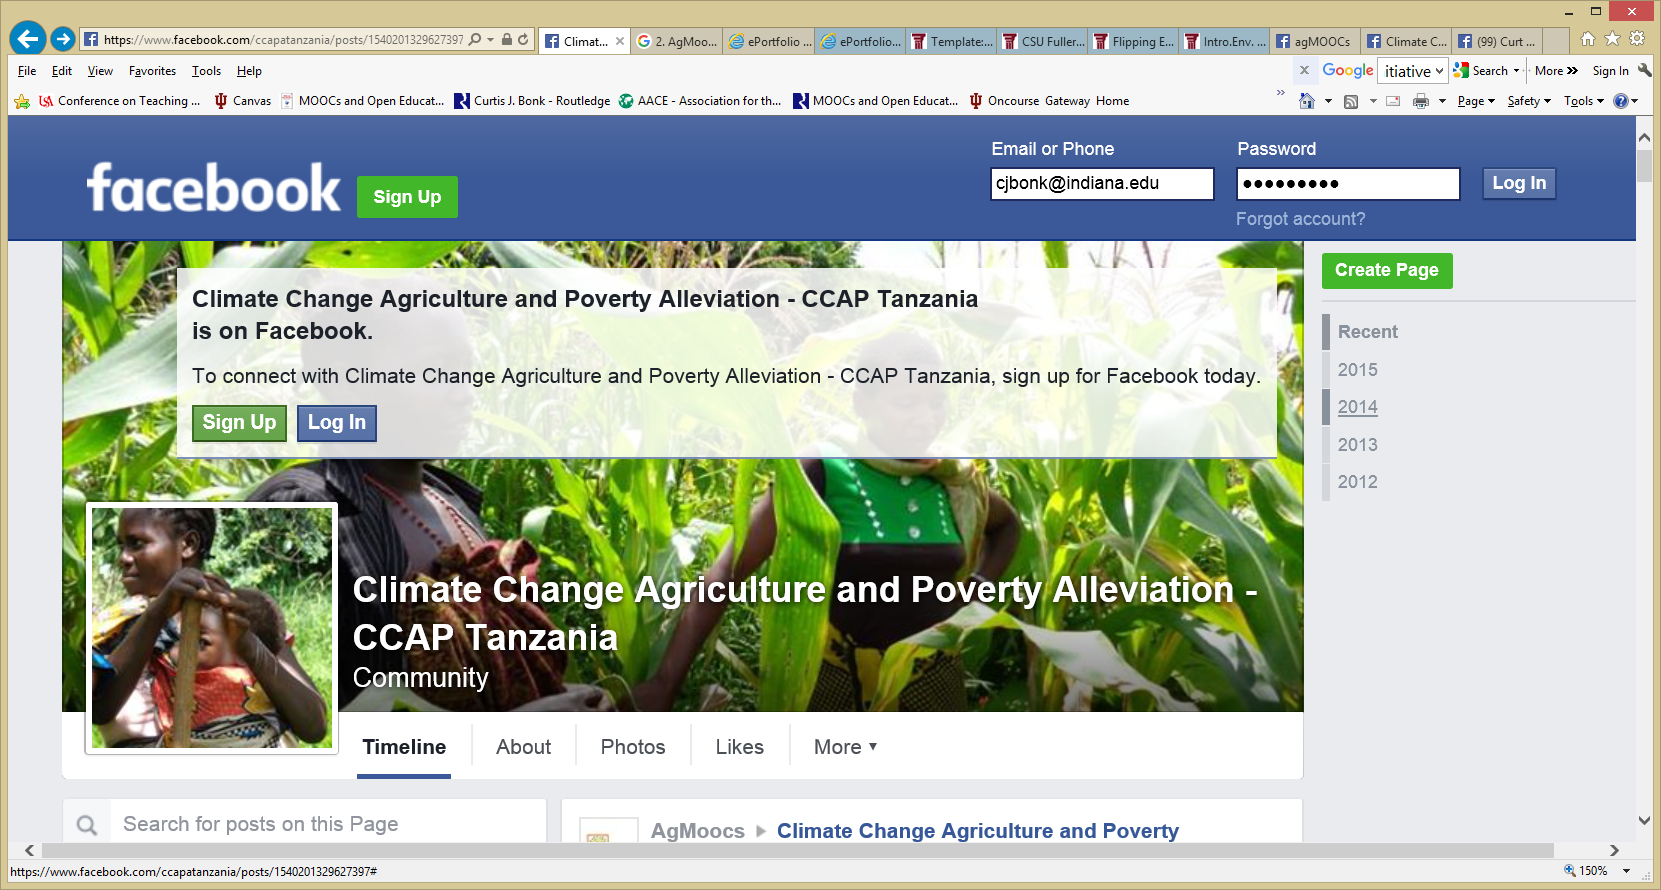 https://www.facebook.com/ccapatanzania/posts/1540201329627397
Climat...
2. AgMoo...
ePortfolio ...
ePortfolio...
Template:...
CSU Fuller...
Flipping E...
Intro.Env. ...
agMOOCs
Climate C...
(99) Curt ...
File Edit View Favorites Tools Help
x Google itiative Search More » Sign In
Conference on Teaching ... Canvas MOOCs and Open Educat... Curtis J. Bonk - Routledge AACE - Association for th... MOOCs and Open Educat... Oncourse Gateway Home » Page Safety Tools
Email or Phone Password
facebook Sign Up cjbonk@indiana.edu ●●●●●●●●● Log In
Forgot account?
Climate Change Agriculture and Poverty Alleviation - CCAP Tanzania
is on Facebook.
To connect with Climate Change Agriculture and Poverty Alleviation - CCAP Tanzania, sign up for Facebook today.
Sign Up Log In
Create Page
Recent
2015
2014
2013
2012
Climate Change Agriculture and Poverty Alleviation -
CCAP Tanzania
Community
Timeline About Photos Likes More
Search for posts on this Page
AgMoocs Climate Change Agriculture and Poverty
https://www.facebook.com/ccapatanzania/posts/1540201329627397#
150%